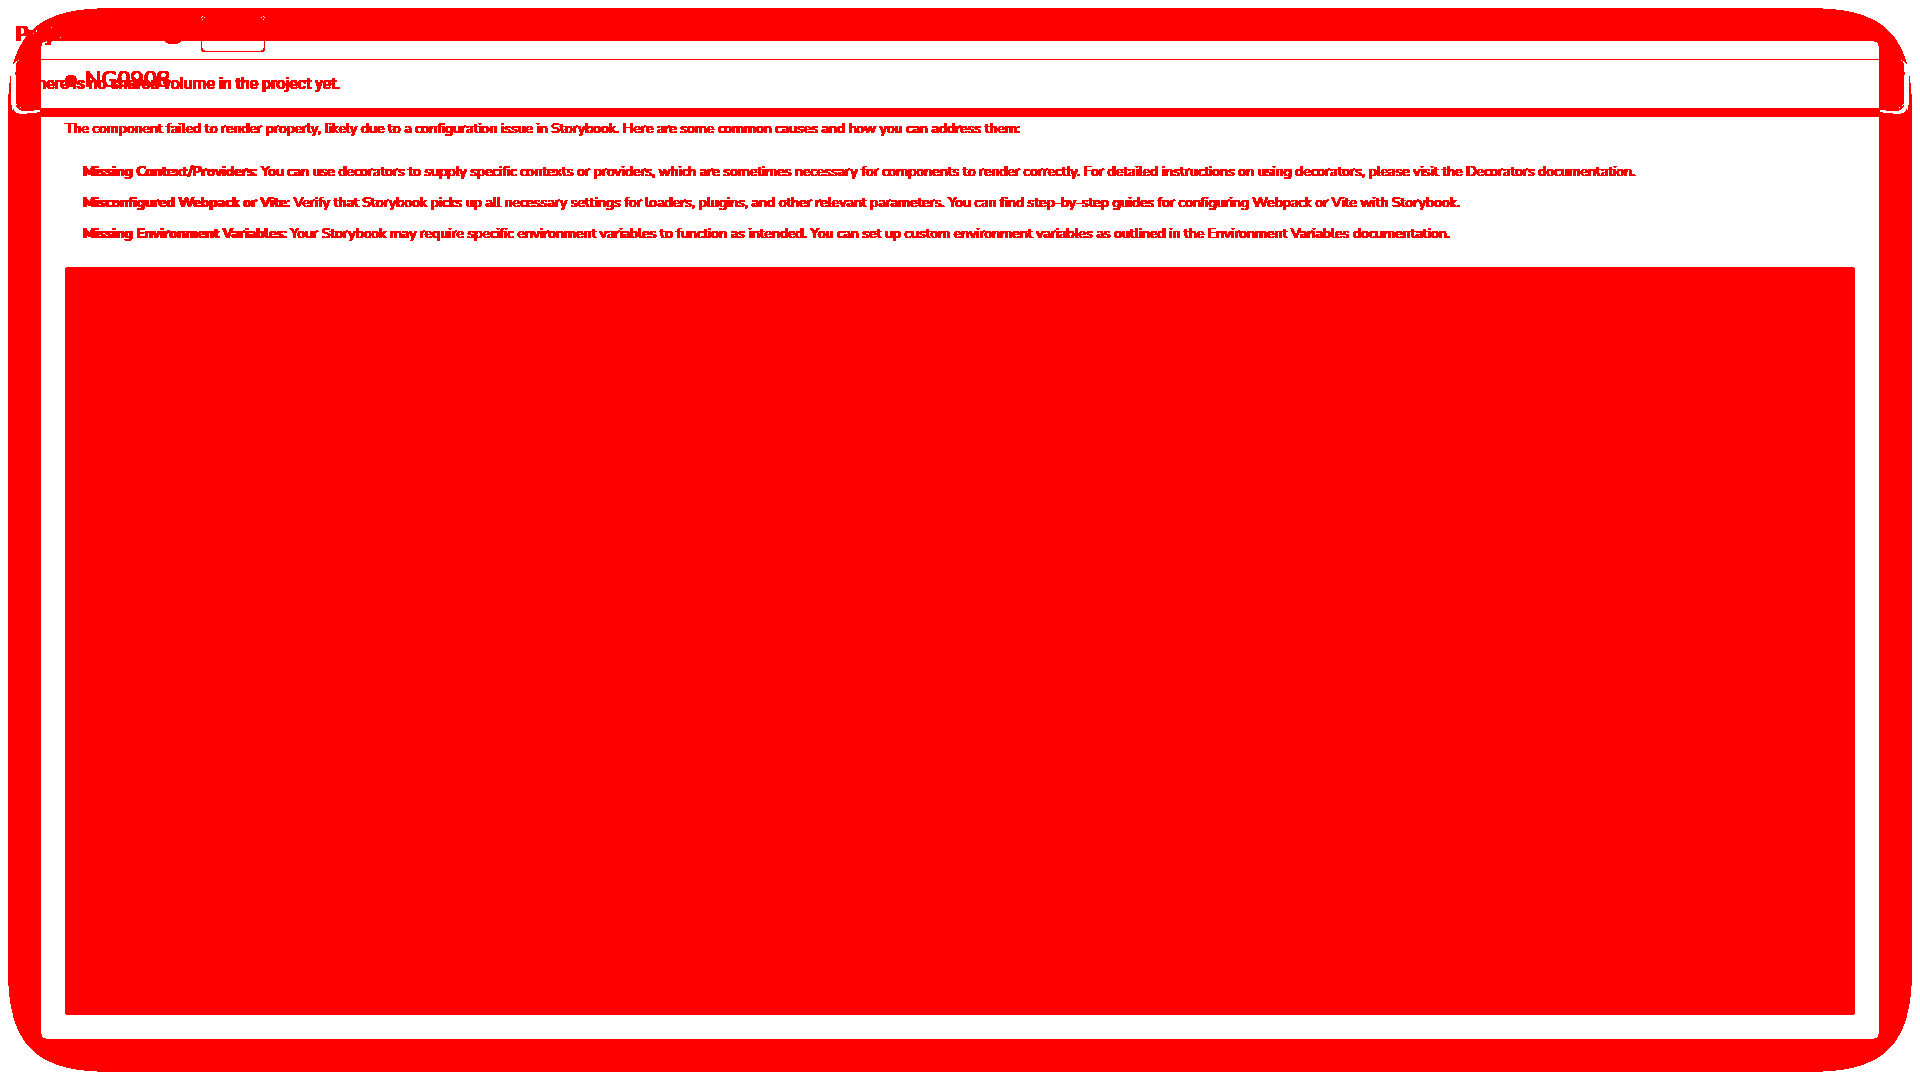 NG0908
There is no shared volume in the project yet.
The component failed to render properly, likely due to a configuration issue in Storybook. Here are some common causes and how you can address them:
Missing Context/Providers: You can use decorators to supply specific contexts or providers, which are sometimes necessary for components to render correctly. For detailed instructions on using decorators, please visit the Decorators documentation.
Misconfigured Webpack or Vite: Verify that Storybook picks up all necessary settings for loaders, plugins, and other relevant parameters. You can find step-by-step guides for configuring Webpack or Vite with Storybook.
Missing Environment Variables: Your Storybook may require specific environment variables to function as intended. You can set up custom environment variables as outlined in the Environment Variables documentation.